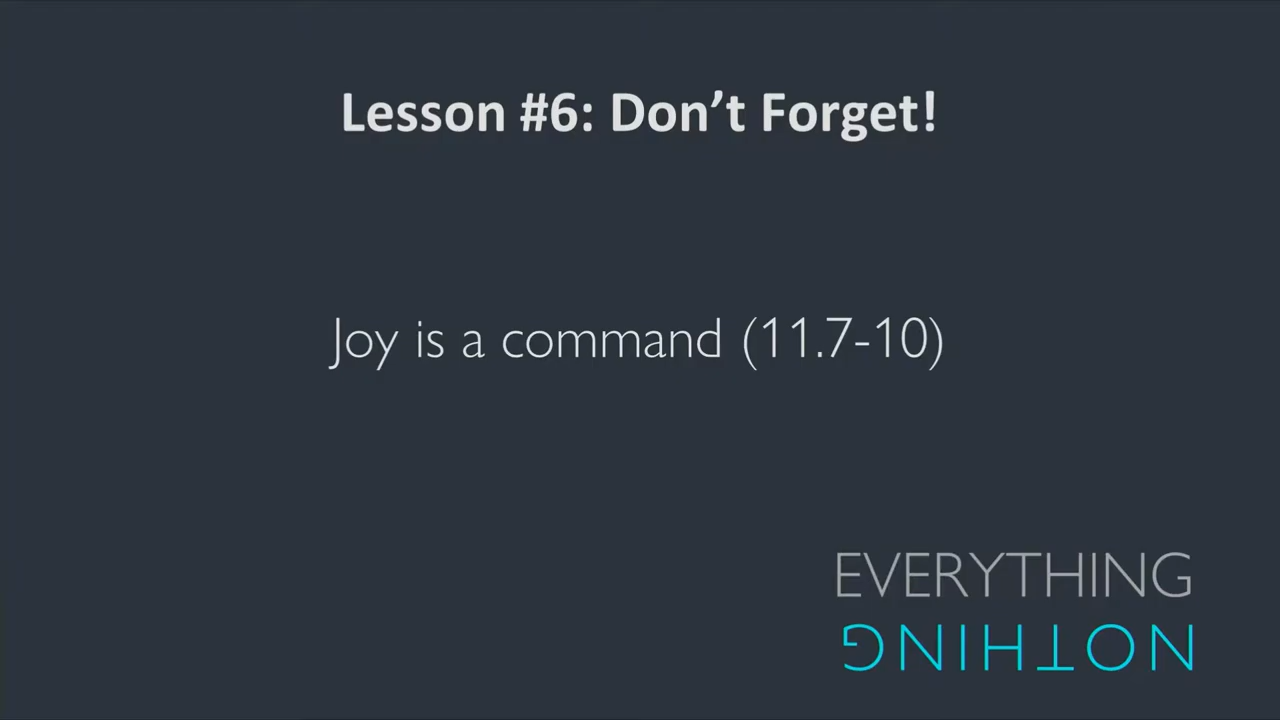 Lesson #6: Don’t Forget!
Joy is a command (11.7-10)
EVERYTHING
NOTHING